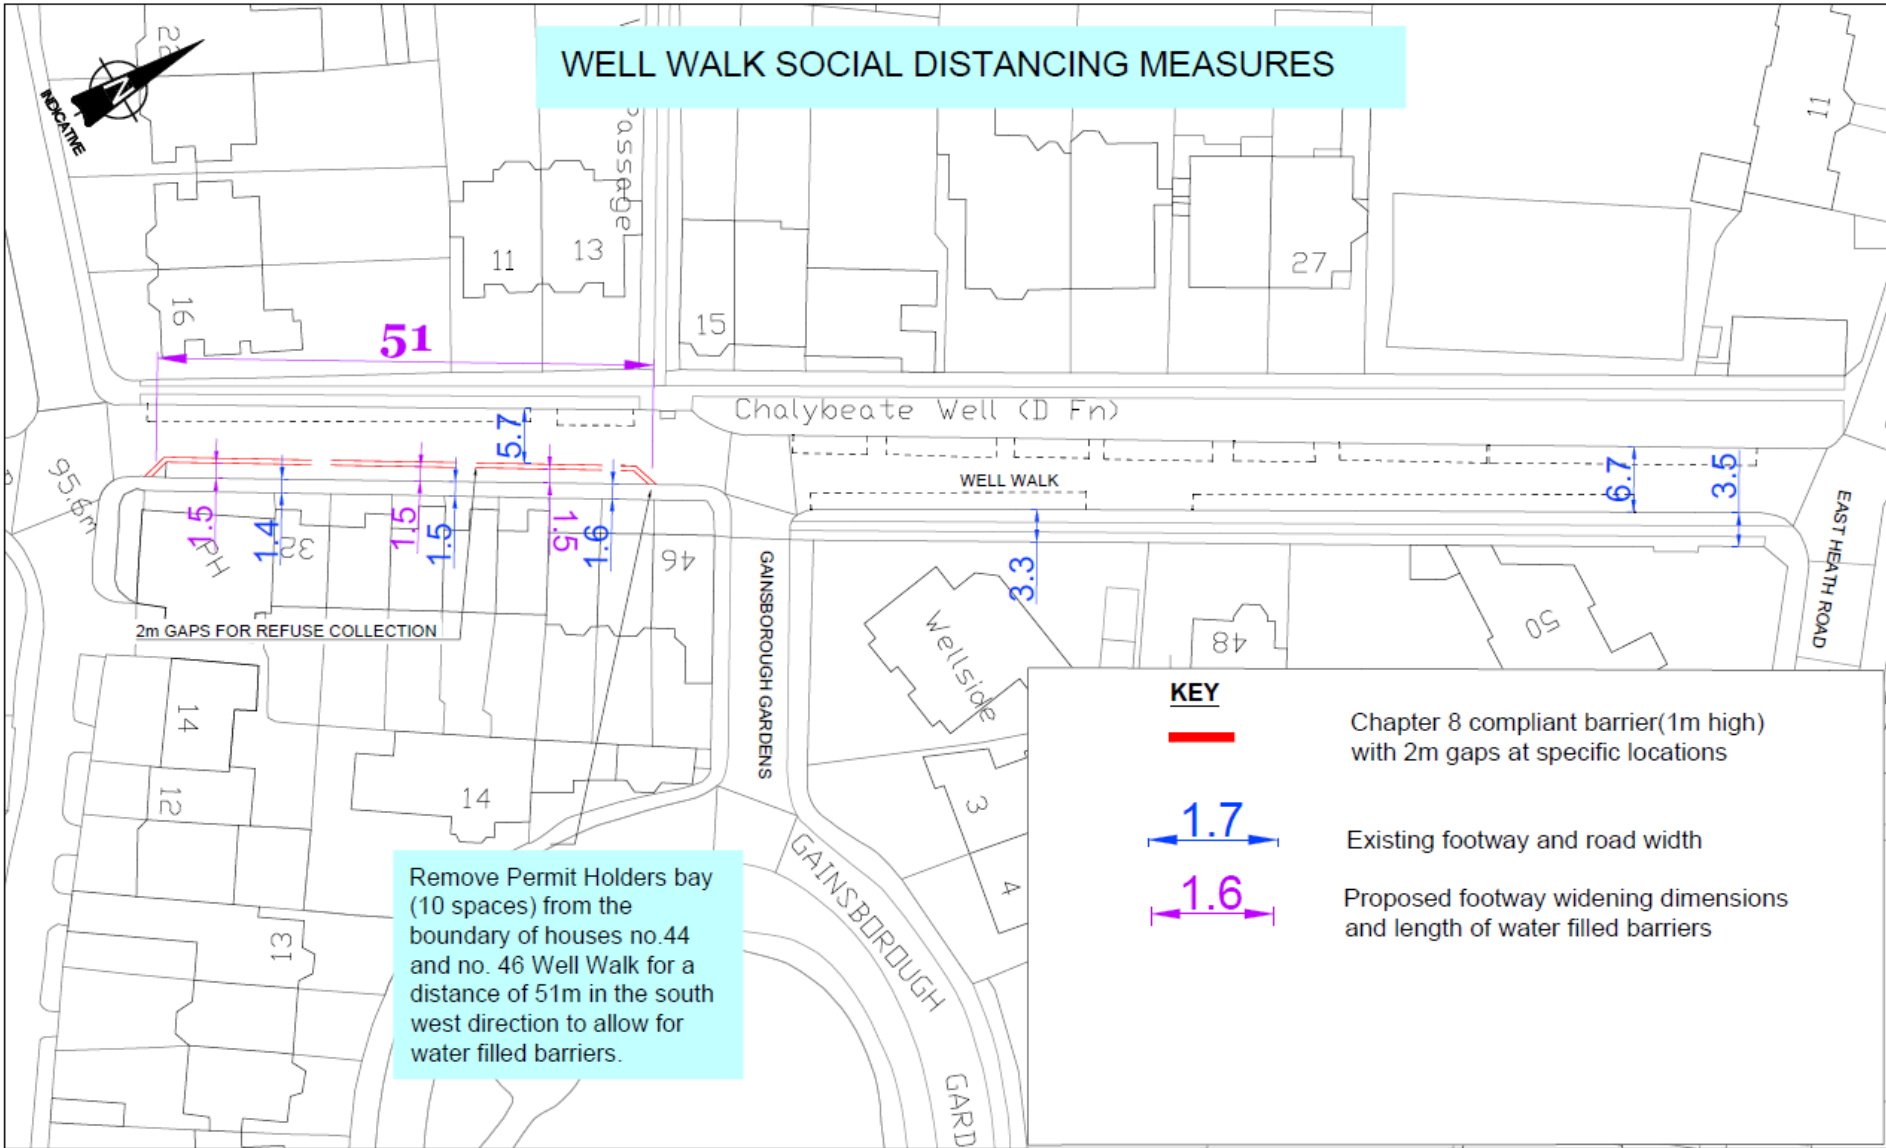 WELL WALK SOCIAL DISTANCING MEASURES
INDICATIVE
N
Passage
11
11
13
27
16
15
51
Chalybeate Well (D Fn)
5.7
WELL WALK
6.7
3.5
95.6m
1.5
1.4
1.5
1.5
1.5
1.6
3.3
PH
32
46
EAST HEATH ROAD
GAINSBOROUGH GARDENS
Wellside
48
50
2m GAPS FOR REFUSE COLLECTION
14
12
14
13
3
4
GAINSBOROUGH
GARD
Remove Permit Holders bay
(10 spaces) from the
boundary of houses no.44
and no. 46 Well Walk for a
distance of 51m in the south
west direction to allow for
water filled barriers.
KEY
Chapter 8 compliant barrier(1m high)
with 2m gaps at specific locations
1.7
Existing footway and road width
1.6
Proposed footway widening dimensions
and length of water filled barriers